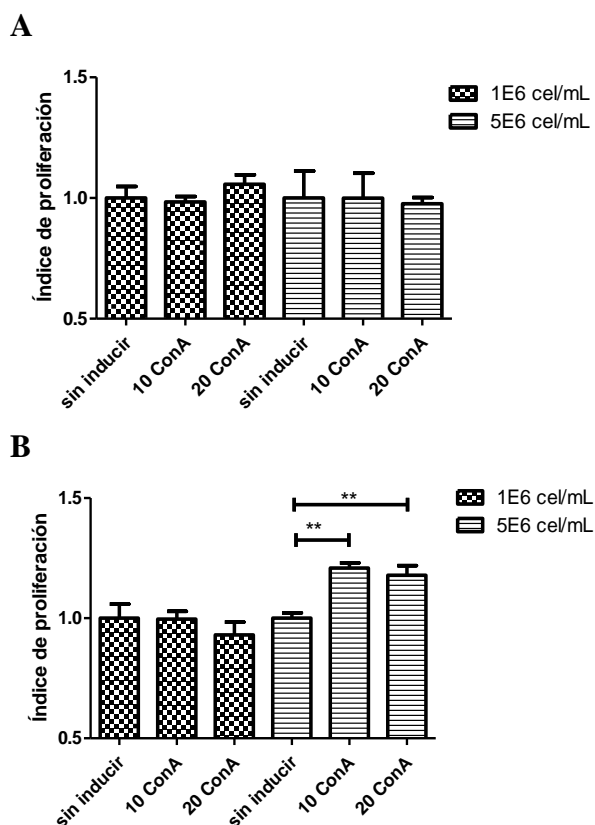 A
1.5
1.0
0.5
Índice de proliferación
sin inducir
10 ConA
20 ConA
sin inducir
10 ConA
20 ConA
1E6 cel/mL
5E6 cel/mL
B
1.5
1.0
0.5
Índice de proliferación
**
**
sin inducir
10 ConA
20 ConA
sin inducir
10 ConA
20 ConA
1E6 cel/mL
5E6 cel/mL